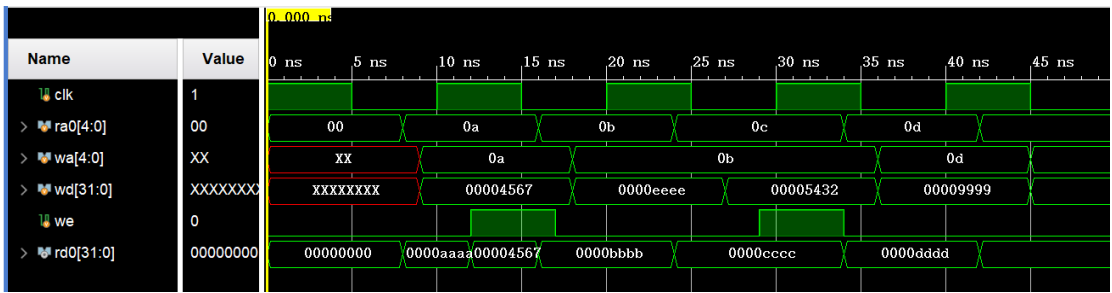 0.000 ns
Name Value 0 ns 5 ns 10 ns 15 ns 20 ns 25 ns 30 ns 35 ns 40 ns 45 ns
clk 1
ra0[4:0] 00 00 0a 0b 0c 0d
wa[4:0] XX XX 0a 0b 0d
wd[31:0] XXXXXXXX XXXXXXXX 00004567 0000eeee 00005432 00009999
we 0
rd0[31:0] 00000000 00000000 0000aaaa 00004567 0000bbbb 0000cccc 0000dddd